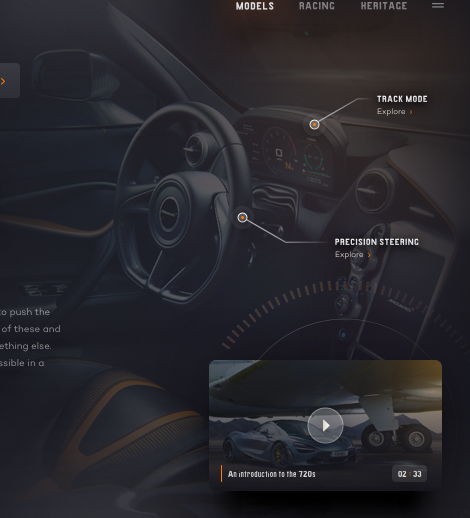 MODELS RACING HERITAGE
TRACK MODE
Explore ›
PRECISION STEERING
Explore ›
to push the
of these and
ething else.
ssible in a
An introduction to the 720s
02 : 33